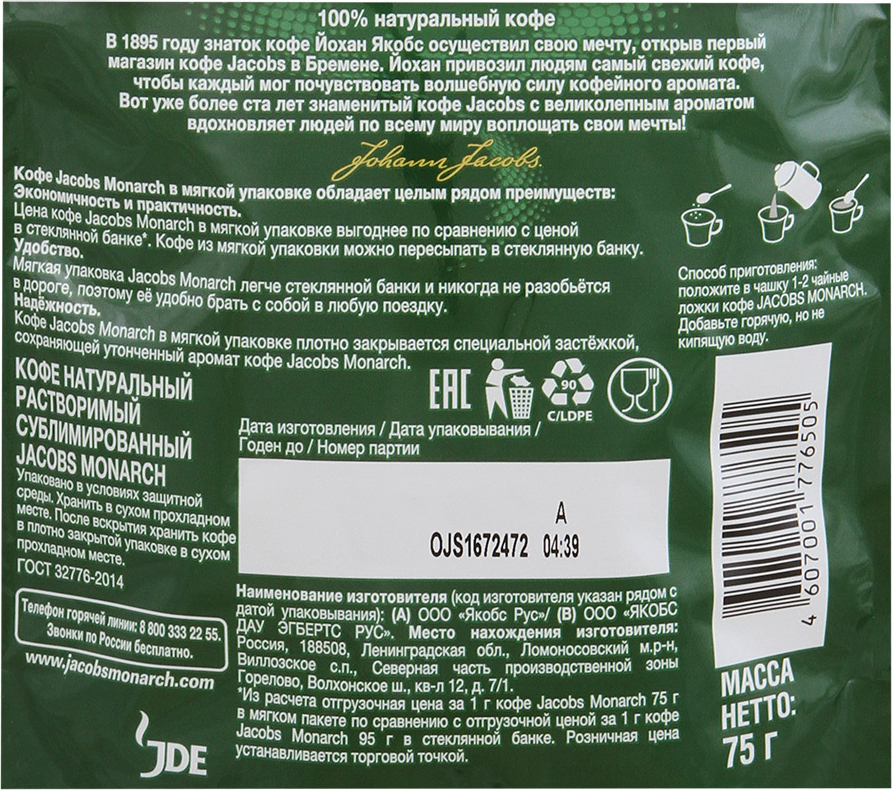 100% натуральный кофе
В 1895 году знаток кофе Йохан Якобс осуществил свою мечту, открыв первый
магазин кофе Jacobs в Бремене. Йохан привозил людям самый свежий кофе,
чтобы каждый мог почувствовать волшебную силу кофейного аромата.
Вот уже более ста лет знаменитый кофе Jacobs с великолепным ароматом
вдохновляет людей по всему миру воплощать свои мечты!
Johann Jacobs.
Кофе Jacobs Monarch в мягкой упаковке обладает целым рядом преимуществ:
Экономичность и практичность.
Цена кофе Jacobs Monarch в мягкой упаковке выгоднее по сравнению с ценой
в стеклянной банке*. Кофе из мягкой упаковки можно пересыпать в стеклянную банку.
Удобство.
Мягкая упаковка Jacobs Monarch легче стеклянной банки и никогда не разобьётся
в дороге, поэтому её удобно брать с собой в любую поездку.
Надёжность.
Кофе Jacobs Monarch в мягкой упаковке плотно закрывается специальной застёжкой,
сохраняющей утонченный аромат кофе Jacobs Monarch.
Способ приготовления:
положите в чашку 1-2 чайные
ложки кофе JACOBS MONARCH.
Добавьте горячую, но не
кипящую воду.
КОФЕ НАТУРАЛЬНЫЙ
РАСТВОРИМЫЙ
СУБЛИМИРОВАННЫЙ
JACOBS MONARCH
Упаковано в условиях защитной
среды. Хранить в сухом прохладном
месте. После вскрытия хранить кофе
в плотно закрытой упаковке в сухом
прохладном месте.
ГОСТ 32776-2014
Телефон горячей линии: 8 800 333 22 55.
Звонки по России бесплатно.
www.jacobsmonarch.com
JDE
EAC
90
C/LDPE
Дата изготовления / Дата упаковывания /
Годен до / Номер партии
A
OJS1672472 04:39
Наименование изготовителя (код изготовителя указан рядом с
датой упаковывания): (А) ООО «Якобс Рус»/ (В) ООО «ЯКОБС
ДАУ ЭГБЕРТС РУС». Место нахождения изготовителя:
Россия, 188508, Ленинградская обл., Ломоносовский м.р-н,
Виллозское с.п., Северная часть производственной зоны
Горелово, Волхонское ш., кв-л 12, д. 7/1.
*Из расчета отгрузочная цена за 1 г кофе Jacobs Monarch 75 г
в мягком пакете по сравнению с отгрузочной ценой за 1 г кофе
Jacobs Monarch 95 г в стеклянной банке. Розничная цена
устанавливается торговой точкой.
4 607001 776505
МАССА
НЕТТО:
75 Г